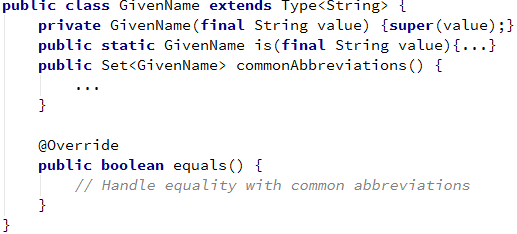 public class GivenName extends Type<String> {
    private GivenName(final String value) {super(value);}
    public static GivenName is(final String value){...}
    public Set<GivenName> commonAbbreviations() {
        ...
    }

    @Override
    public boolean equals() {
        // Handle equality with common abbreviations
    }
}